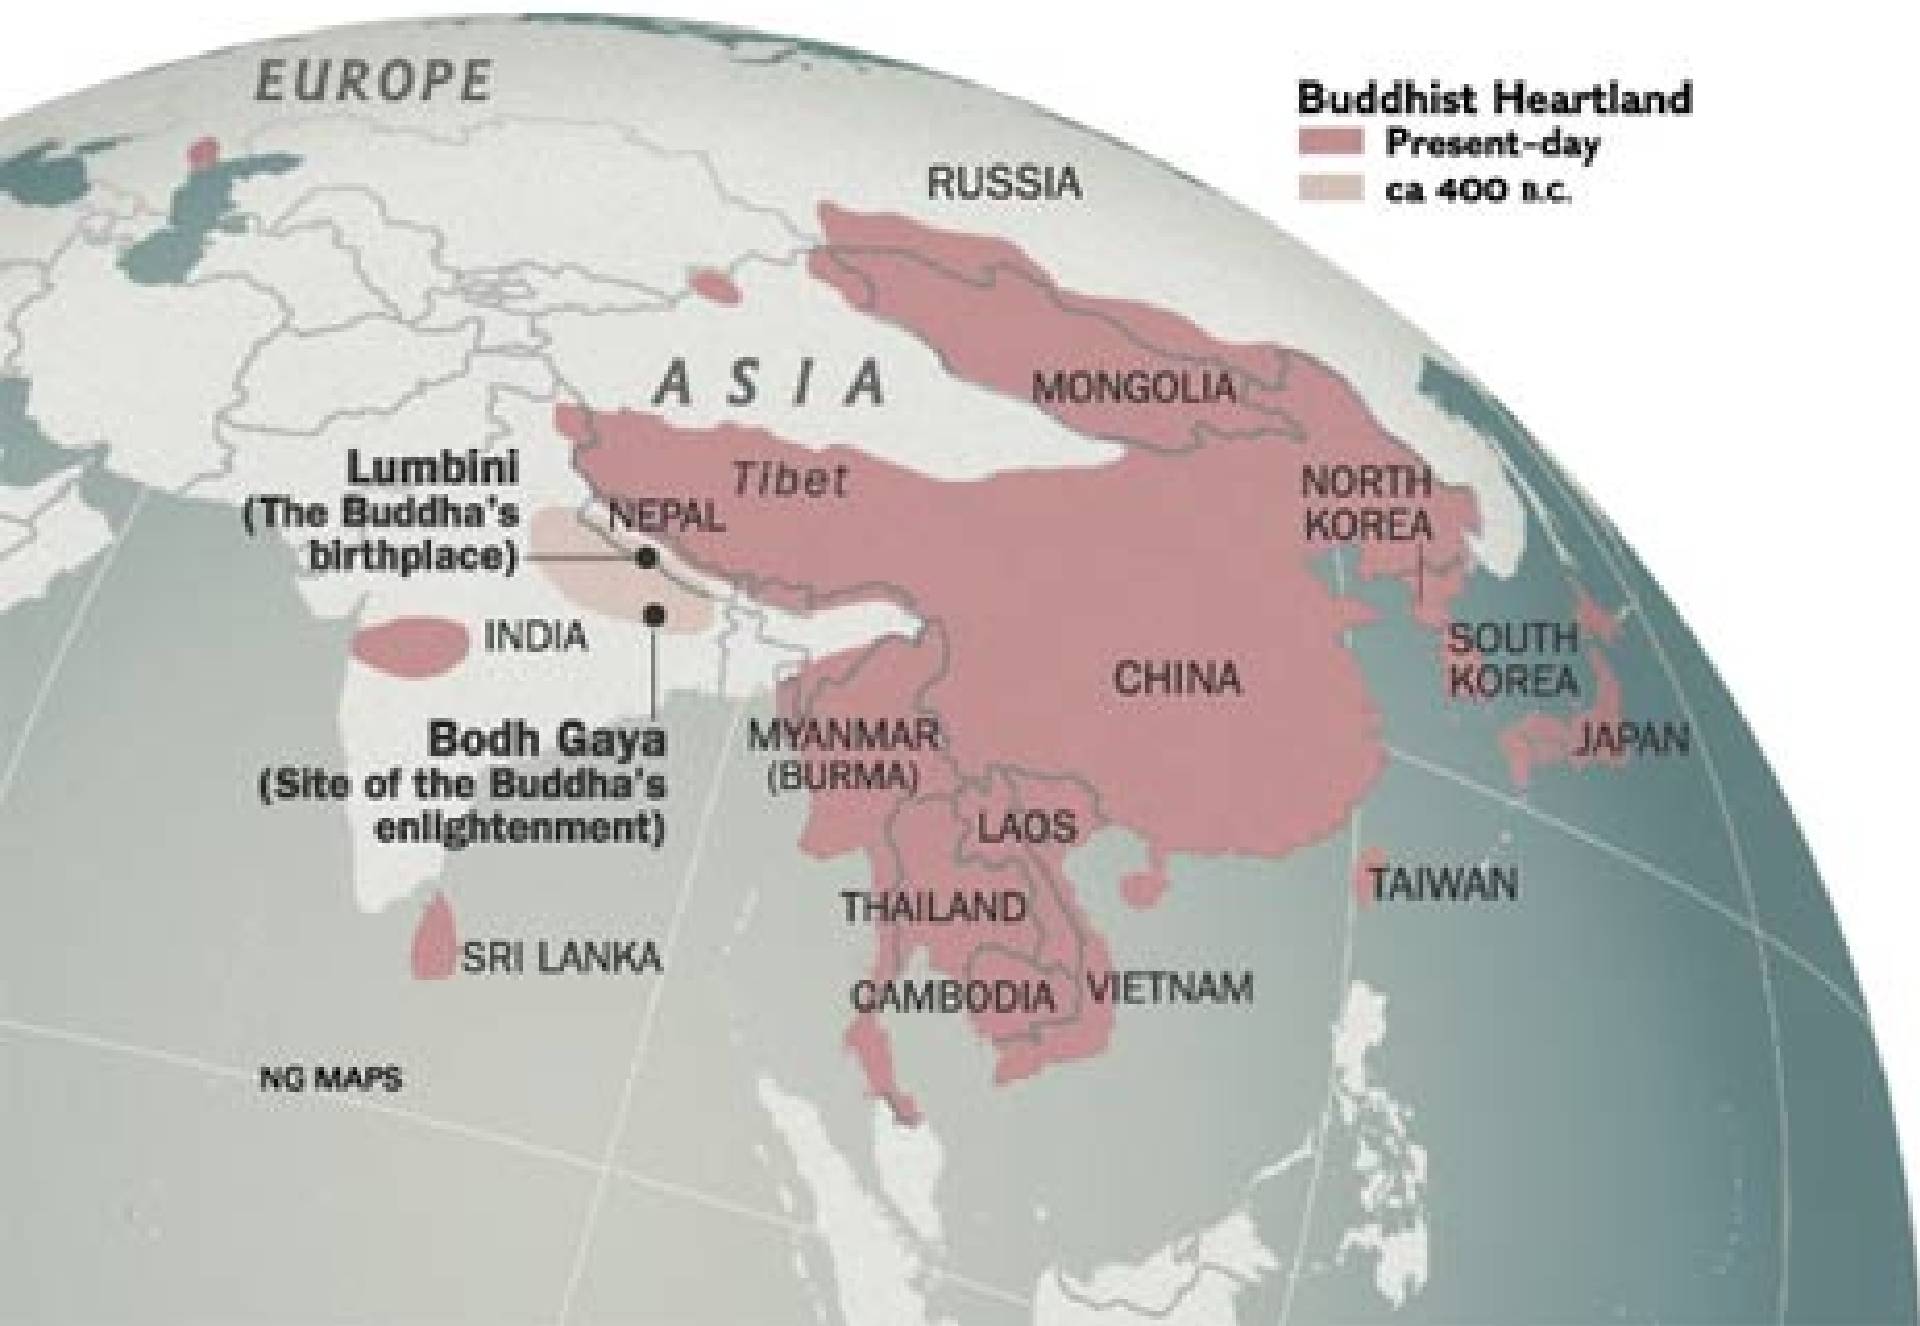 EUROPE
Buddhist Heartland
Present-day
ca 400 B.C.
RUSSIA
ASIA
MONGOLIA
Lumbini
(The Buddha's
birthplace)
Tibet
NEPAL
NORTH
KOREA
INDIA
SOUTH
KOREA
CHINA
Bodh Gaya
(Site of the Buddha's
enlightenment)
MYANMAR
(BURMA)
JAPAN
LAOS
THAILAND
TAIWAN
SRI LANKA
CAMBODIA
VIETNAM
NG MAPS